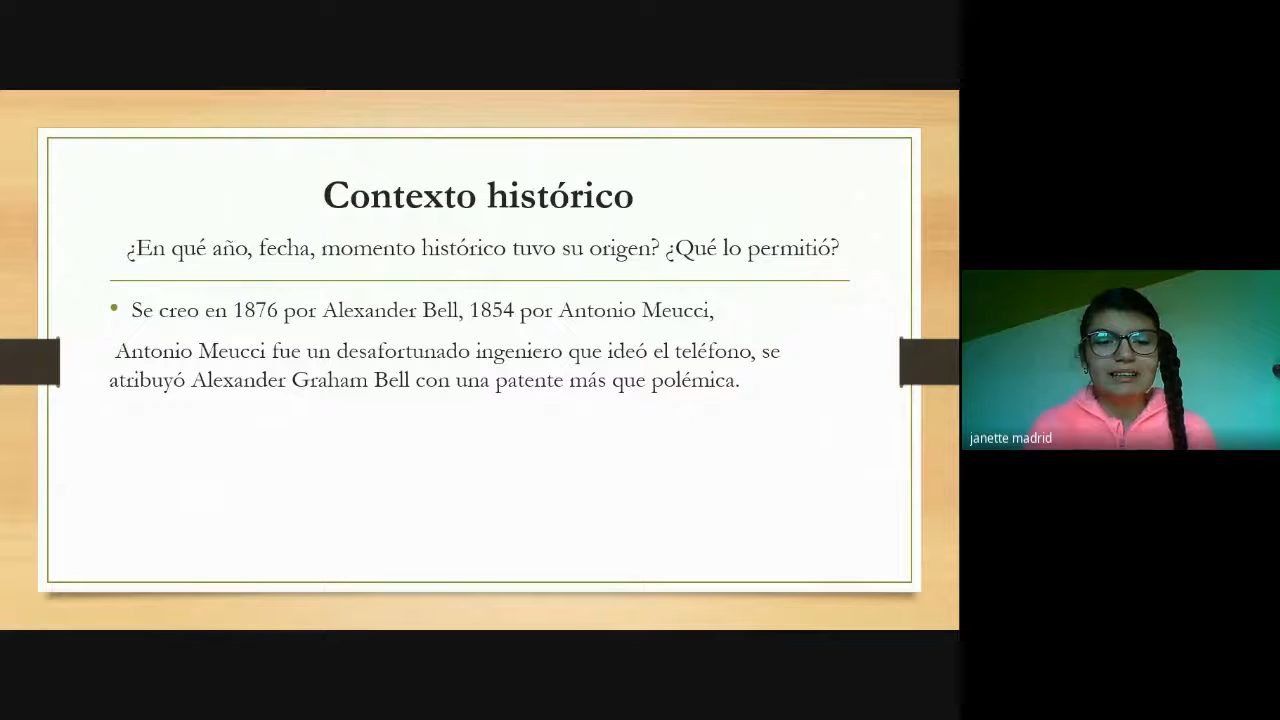 Contexto histórico
¿En qué año, fecha, momento histórico tuvo su origen? ¿Qué lo permitió?
• Se creo en 1876 por Alexander Bell, 1854 por Antonio Meucci,
Antonio Meucci fue un desafortunado ingeniero que ideó el teléfono, se
atribuyó Alexander Graham Bell con una patente más que polémica.
janette madrid